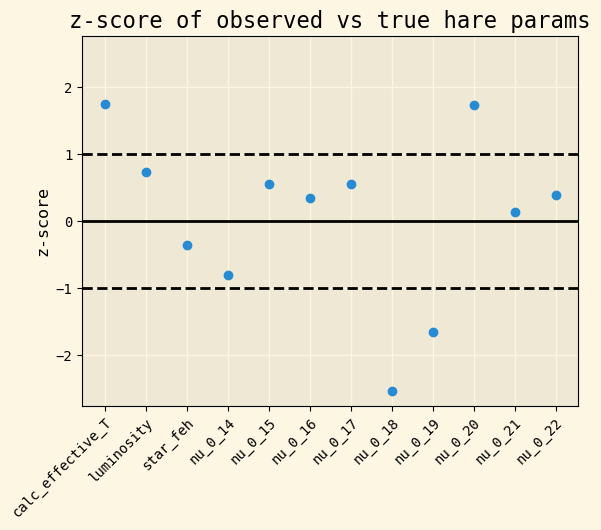 z-score of observed vs true hare params
z-score
2
1
0
−1
−2
calc_effective_T
luminosity
star_feh
nu_0_14
nu_0_15
nu_0_16
nu_0_17
nu_0_18
nu_0_19
nu_0_20
nu_0_21
nu_0_22